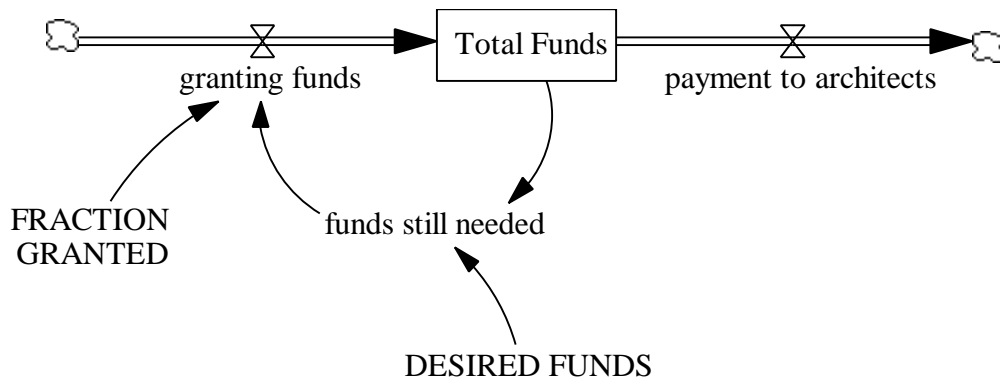 Total Funds
granting funds
payment to architects
FRACTION
GRANTED
funds still needed
DESIRED FUNDS